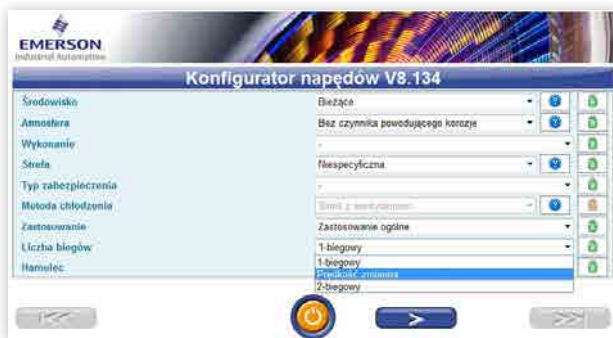 EMERSON
Industrial Automation
Konfigurator napędów V8.134
Środowisko Bieżące
Atmosfera Bez czynnika powodującego korozje
Wykonanie -
Strefa Niespecyficzna
Typ zabezpieczenia -
Metoda chłodzenia
Zastosowanie Zastosowanie ogólne
Liczba biegów 1-biegowy
Hamulec 1-biegowy
Prędkość zmienna
2-biegowy